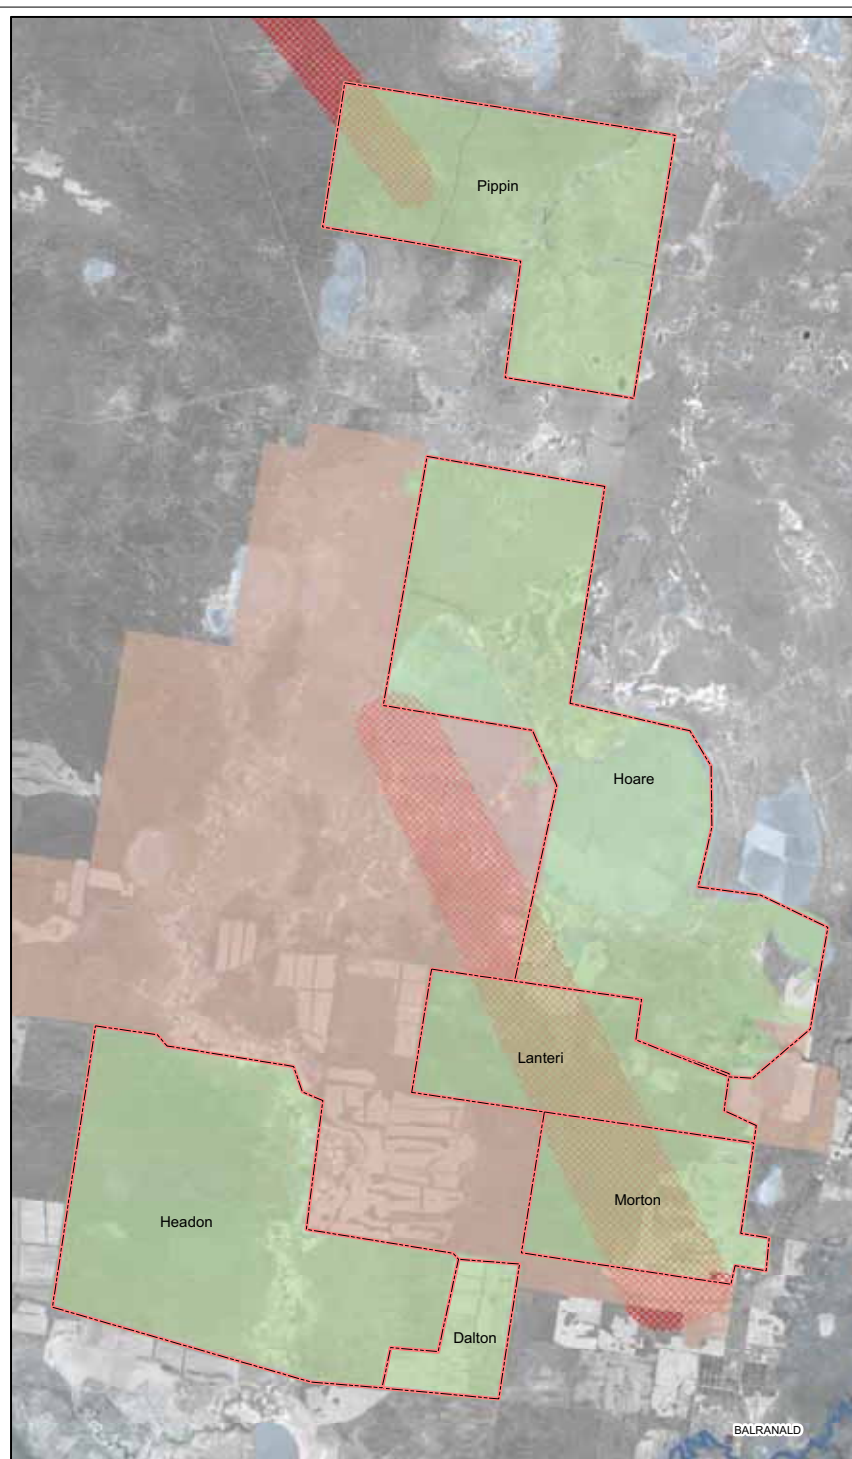 Pippin
Hoare
Lanteri
Morton
Headon
Dalton
BALRANALD